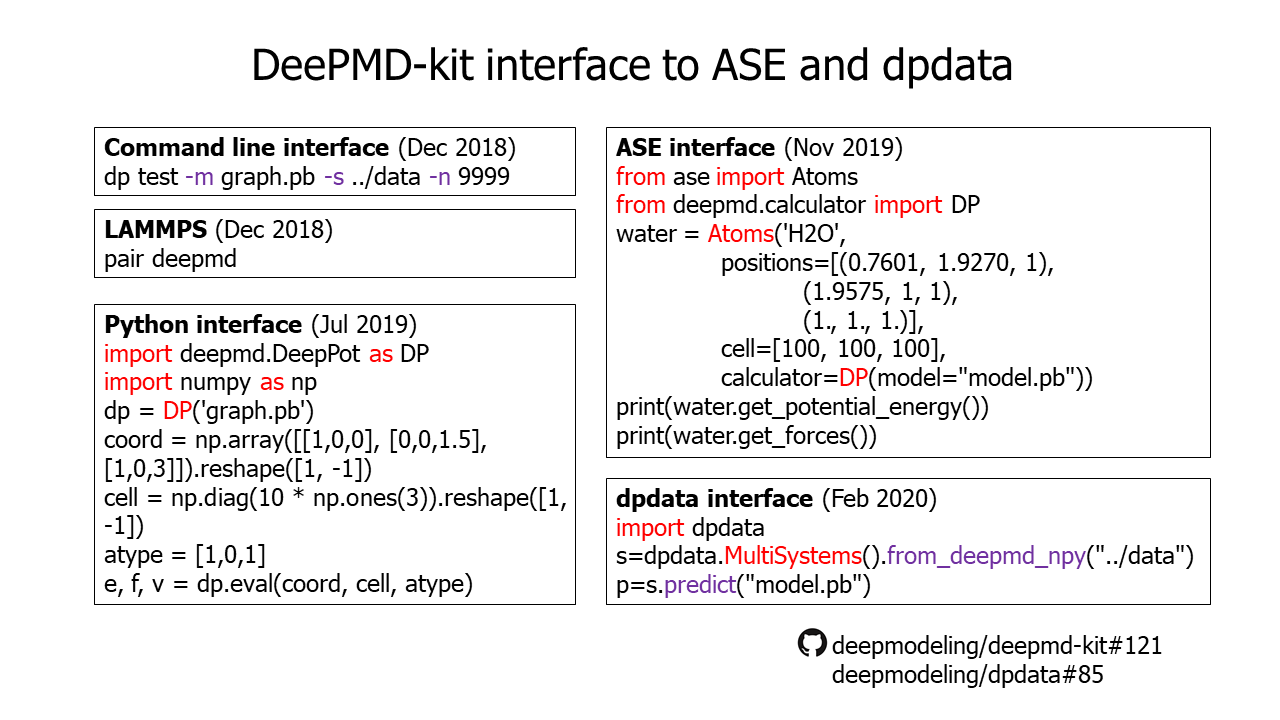 DeePMD-kit interface to ASE and dpdata
Command line interface (Dec 2018)
dp test -m graph.pb -s ../data -n 9999
LAMMPS (Dec 2018)
pair deepmd
Python interface (Jul 2019)
import deepmd.DeepPot as DP
import numpy as np
dp = DP('graph.pb')
coord = np.array([[1,0,0], [0,0,1.5],
[1,0,3]]).reshape([1, -1])
cell = np.diag(10 * np.ones(3)).reshape([1,
-1])
atype = [1,0,1]
e, f, v = dp.eval(coord, cell, atype)
ASE interface (Nov 2019)
from ase import Atoms
from deepmd.calculator import DP
water = Atoms('H2O',
positions=[(0.7601, 1.9270, 1),
(1.9575, 1, 1),
(1., 1., 1.)],
cell=[100, 100, 100],
calculator=DP(model="model.pb"))
print(water.get_potential_energy())
print(water.get_forces())
dpdata interface (Feb 2020)
import dpdata
s=dpdata.MultiSystems().from_deepmd_npy("../data")
p=s.predict("model.pb")
deepmodeling/deepmd-kit#121
deepmodeling/dpdata#85